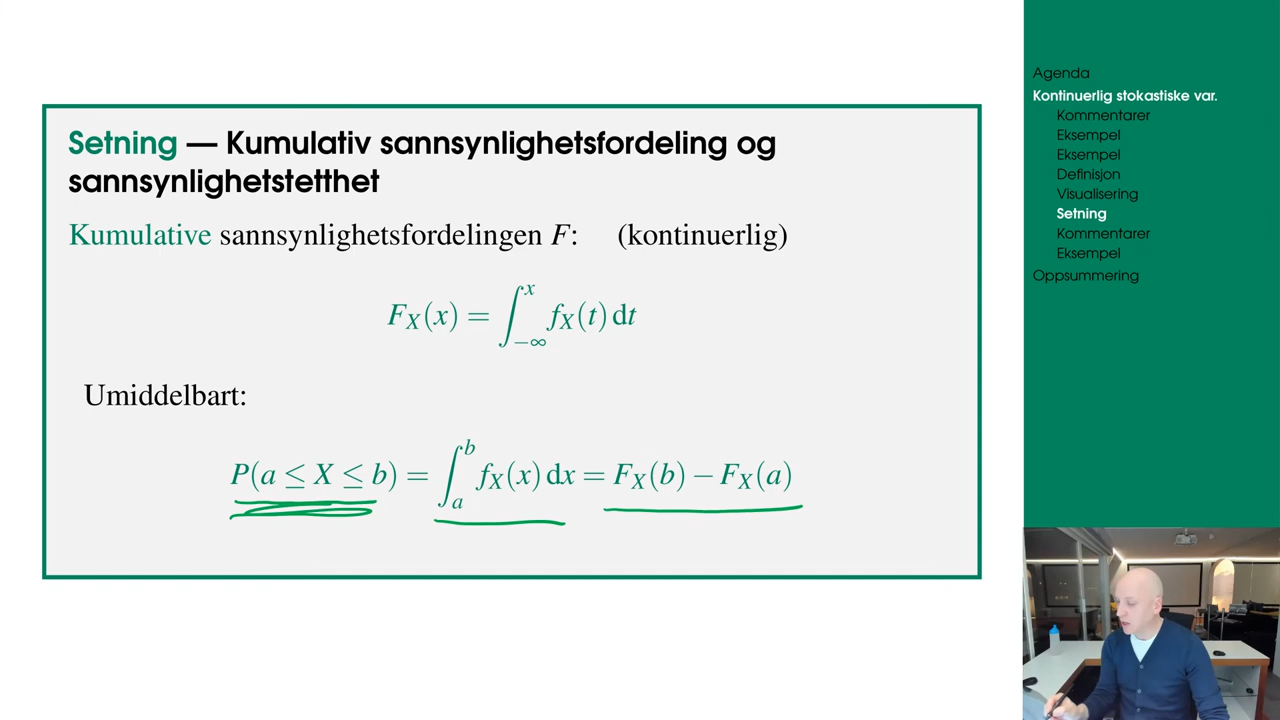 Setning — Kumulativ sannsynlighetsfordeling og
sannsynlighetstetthet
Kumulative sannsynlighetsfordelingen F: (kontinuerlig)
F_X(x) = ∫_{−∞}^{x} f_X(t) dt
Umiddelbart:
P(a ≤ X ≤ b) = ∫_a^b f_X(x) dx = F_X(b) − F_X(a)
Agenda
Kontinuerlig stokastiske var.
Kommentarer
Eksempel
Eksempel
Definisjon
Visualisering
Setning
Kommentarer
Eksempel
Oppsummering